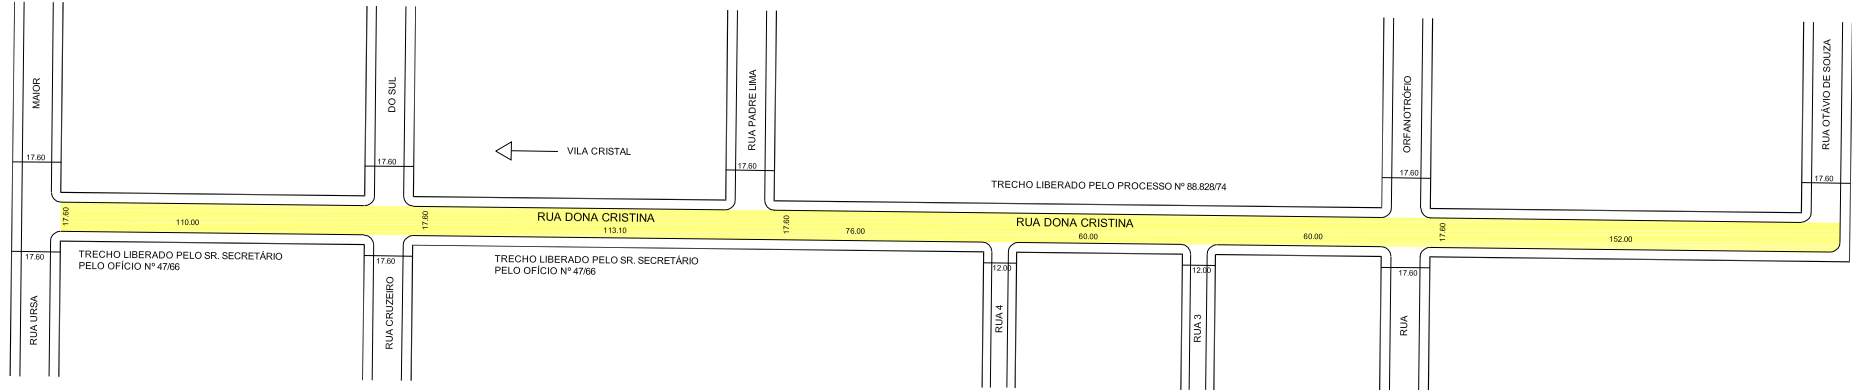 MAIOR
DO SUL
RUA PADRE LIMA
ORFANOTRÓFIO
RUA OTÁVIO DE SOUZA
VILA CRISTAL
17.60
17.60
17.60
17.60
17.60
TRECHO LIBERADO PELO PROCESSO Nº 88.828/74
17.60
110.00
17.60
RUA DONA CRISTINA
113.10
17.60
76.00
RUA DONA CRISTINA
60.00
60.00
17.60
152.00
17.60
TRECHO LIBERADO PELO SR. SECRETÁRIO
PELO OFÍCIO Nº 47/66
17.60
TRECHO LIBERADO PELO SR. SECRETÁRIO
PELO OFÍCIO Nº 47/66
12.00
12.00
17.60
RUA URSA
RUA CRUZEIRO
RUA 4
RUA 3
RUA